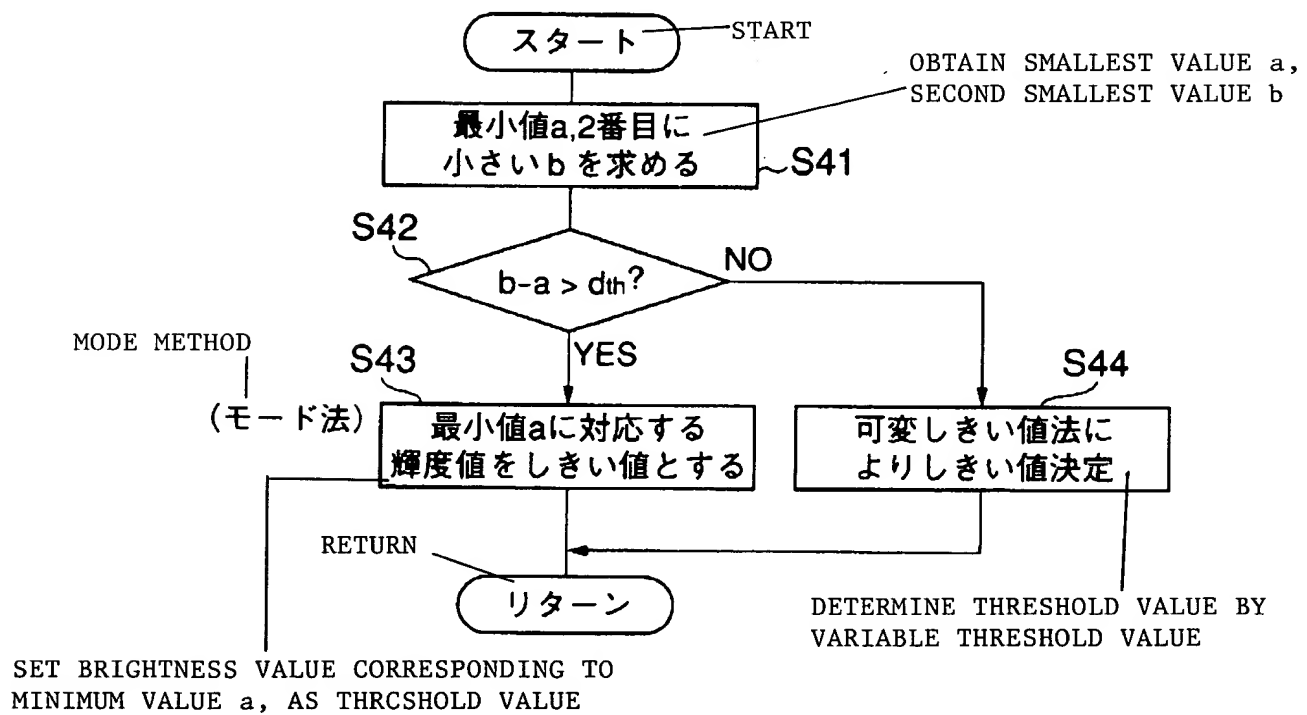 スタート
START
OBTAIN SMALLEST VALUE a,
SECOND SMALLEST VALUE b
最小値a,2番目に
小さいbを求める
S41
S42
b-a > dth?
NO
YES
MODE METHOD
(モード法)
S43
最小値aに対応する
輝度値をしきい値とする
S44
可変しきい値法に
よりしきい値決定
RETURN
リターン
DETERMINE THRESHOLD VALUE BY
VARIABLE THRESHOLD VALUE
SET BRIGHTNESS VALUE CORRESPONDING TO
MINIMUM VALUE a, AS THRCSHOLD VALUE